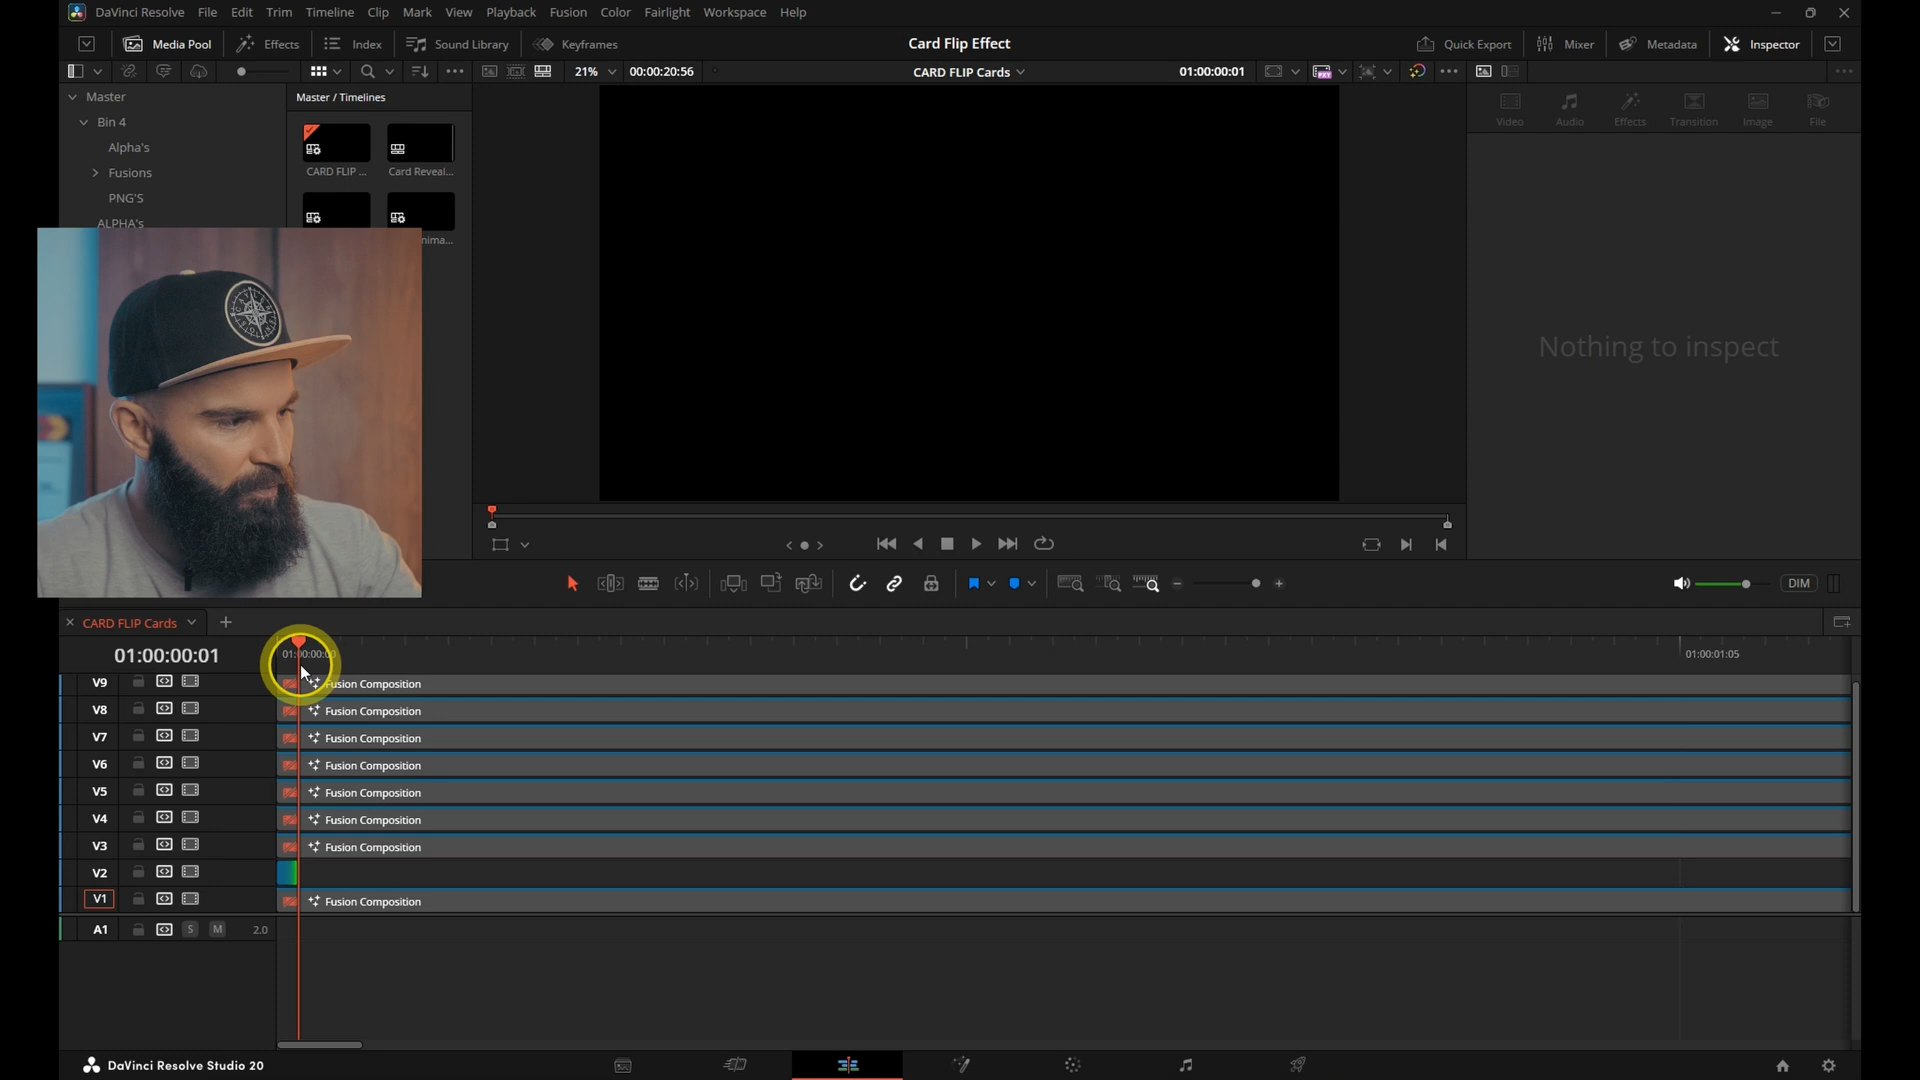 DaVinci Resolve File Edit Trim Timeline Clip Mark View Playback Fusion Color Fairlight Workspace Help
Media Pool Effects Index Sound Library Keyframes Card Flip Effect Quick Export Mixer Metadata Inspector
21% 00:00:20:56 CARD FLIP Cards 01:00:00:01
Master
Master / Timelines
Bin 4
Alpha's
Fusions
PNG'S
ALPHA's
CARD FLIP ...
Card Reveal...
nima...
Video Audio Effects Transition Image File
Nothing to inspect
DIM
CARD FLIP Cards
01:00:00:01
01:00:00:00
01:00:01:05
V9 Fusion Composition
V8 Fusion Composition
V7 Fusion Composition
V6 Fusion Composition
V5 Fusion Composition
V4 Fusion Composition
V3 Fusion Composition
V2
V1 Fusion Composition
A1 S M 2.0
DaVinci Resolve Studio 20